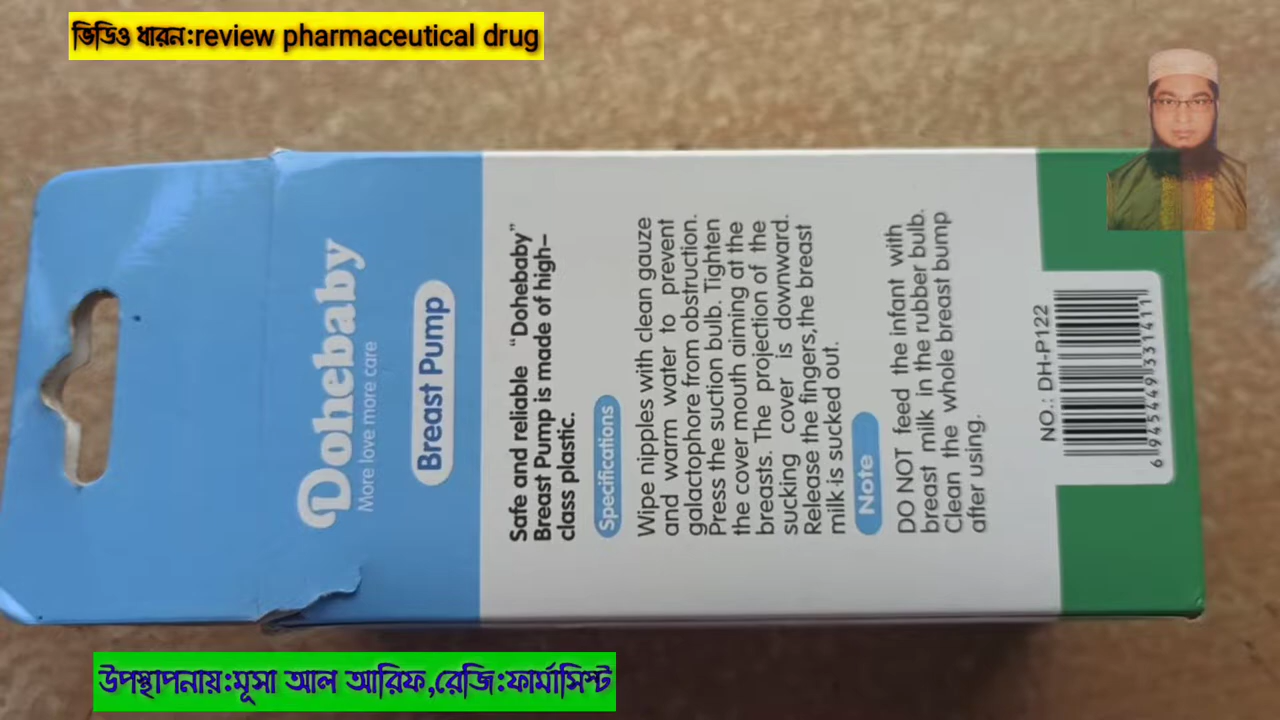 ভিডিও ধারন:review pharmaceutical drug
Dohebaby
More love more care
Breast Pump
Safe and reliable "Dohebaby"
Breast Pump is made of high-
class plastic.
Specifications
Wipe nipples with clean gauze
and warm water to prevent
galactophore from obstruction.
Press the suction bulb. Tighten
the cover mouth aiming at the
breasts. The projection of the
sucking cover is downward.
Release the fingers,the breast
milk is sucked out.
Note
DO NOT feed the infant with
breast milk in the rubber bulb.
Clean the whole breast bump
after using.
NO.: DH-P122
6 945449 331411
উপস্থাপনায়:মূসা আল আরিফ,রেজি:ফার্মাসিস্ট